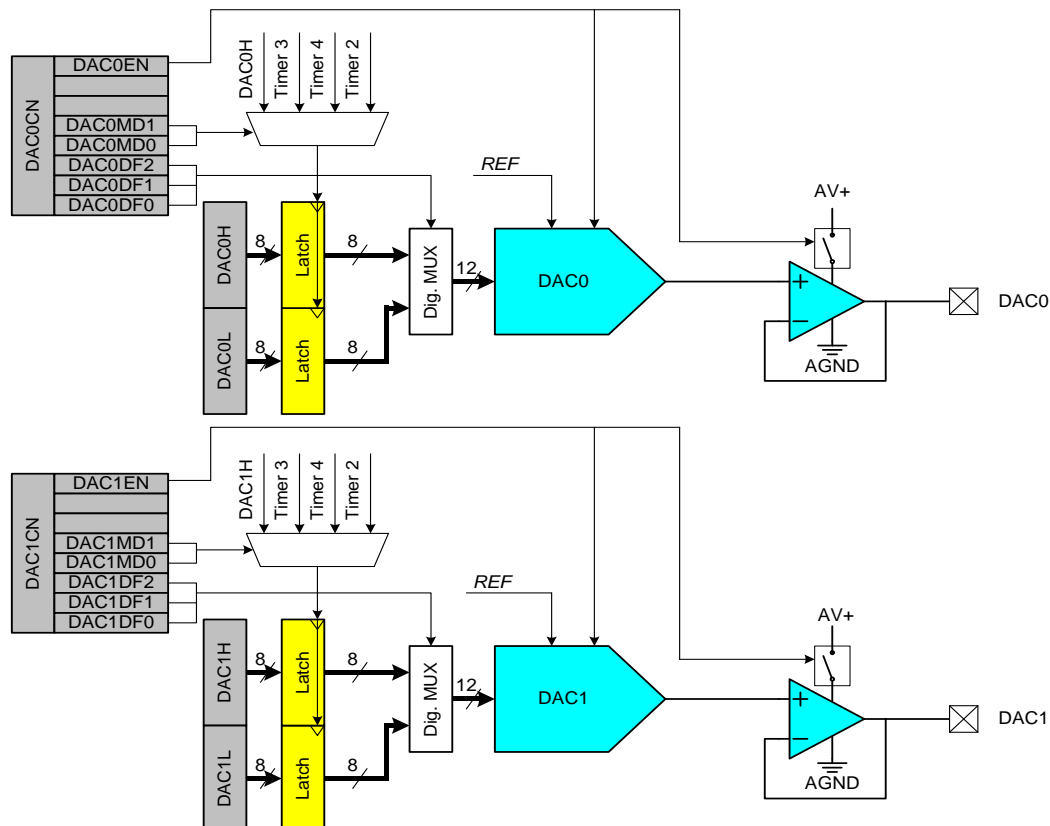 DAC0CN
DAC0EN
DAC0MD1
DAC0MD0
DAC0DF2
DAC0DF1
DAC0DF0
DAC0H
Timer 3
Timer 4
Timer 2
DAC0H
8
Latch
8
DAC0L
8
Latch
8
Dig. MUX
12
REF
DAC0
AV+
+
−
AGND
DAC0
DAC1CN
DAC1EN
DAC1MD1
DAC1MD0
DAC1DF2
DAC1DF1
DAC1DF0
DAC1H
Timer 3
Timer 4
Timer 2
DAC1H
8
Latch
8
DAC1L
8
Latch
8
Dig. MUX
12
REF
DAC1
AV+
+
−
AGND
DAC1